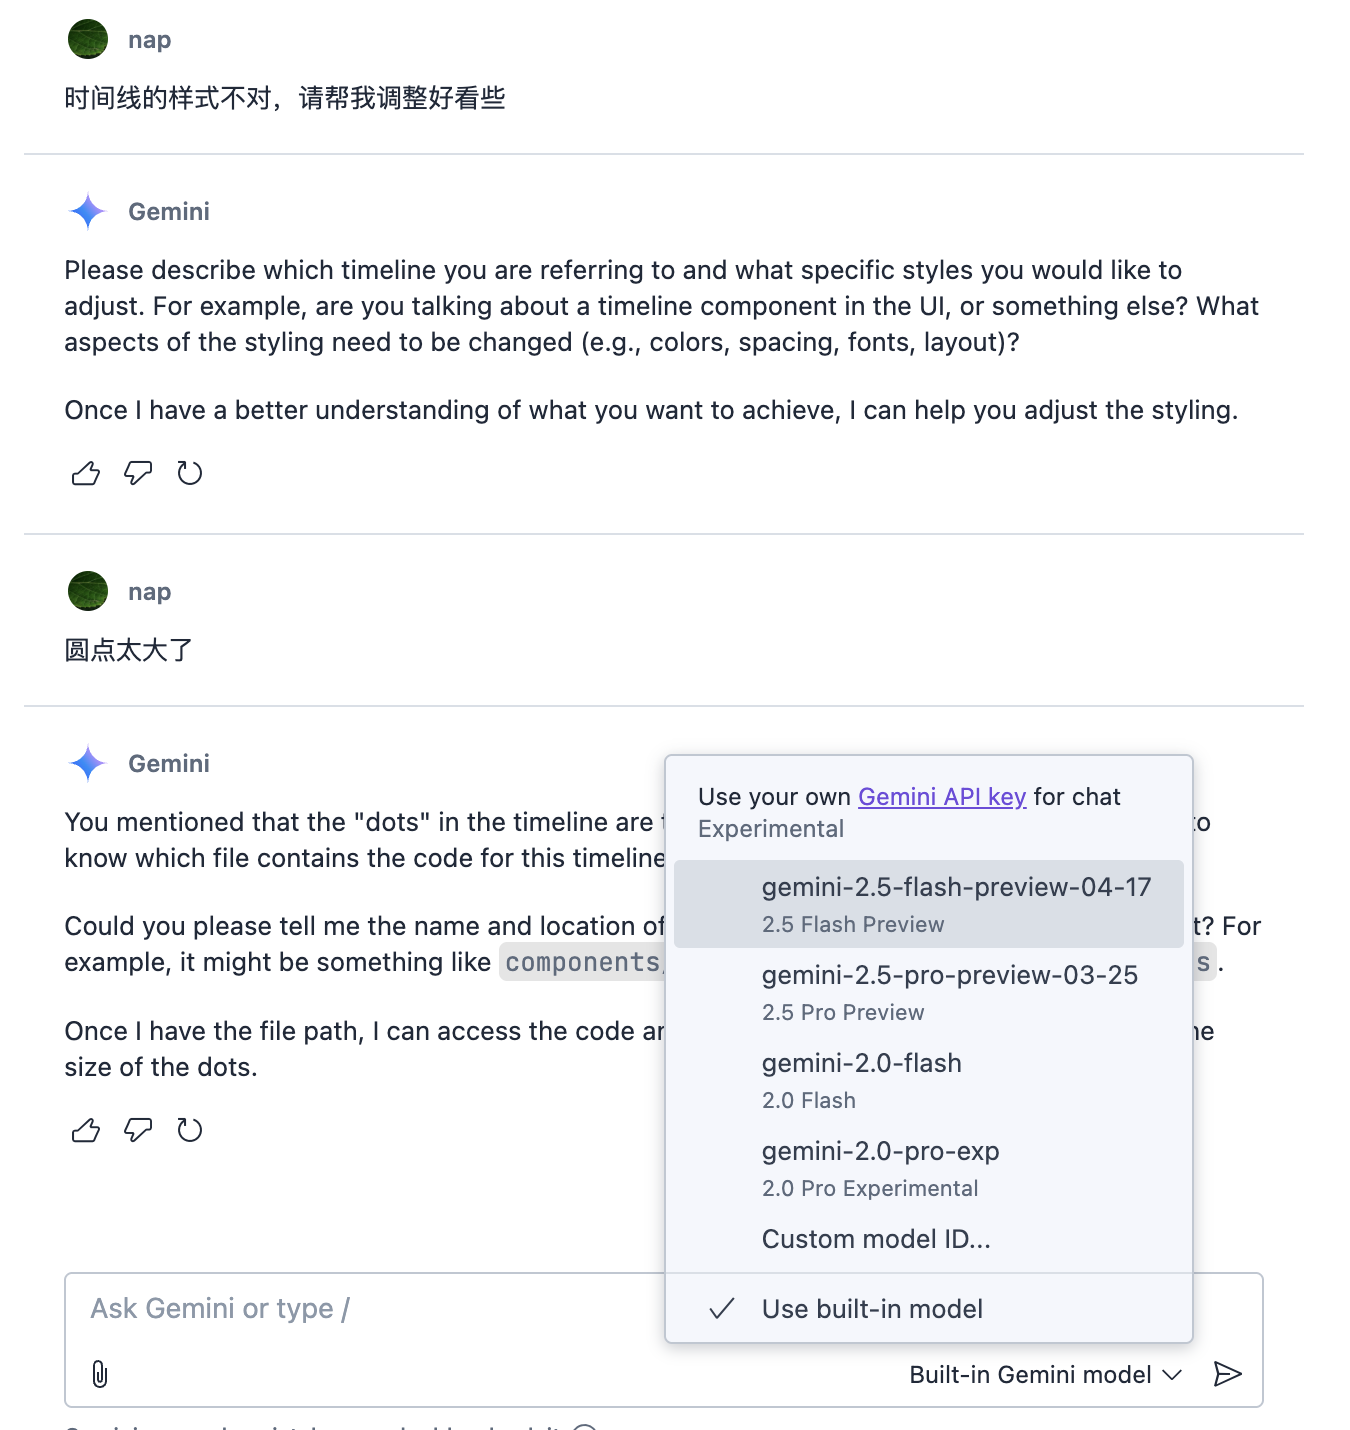 nap
时间线的样式不对，请帮我调整好看些
Gemini
Please describe which timeline you are referring to and what specific styles you would like to
adjust. For example, are you talking about a timeline component in the UI, or something else? What
aspects of the styling need to be changed (e.g., colors, spacing, fonts, layout)?
Once I have a better understanding of what you want to achieve, I can help you adjust the styling.
nap
圆点太大了
Gemini
You mentioned that the "dots" in the timeline are to
know which file contains the code for this timeline
Could you please tell me the name and location of t? For
example, it might be something like components/ s.
Once I have the file path, I can access the code
size of the dots.
Use your own Gemini API key for chat
Experimental
gemini-2.5-flash-preview-04-17
2.5 Flash Preview
gemini-2.5-pro-preview-03-25
2.5 Pro Preview
gemini-2.0-flash
2.0 Flash
gemini-2.0-pro-exp
2.0 Pro Experimental
Custom model ID...
Use built-in model
Ask Gemini or type /
Built-in Gemini model